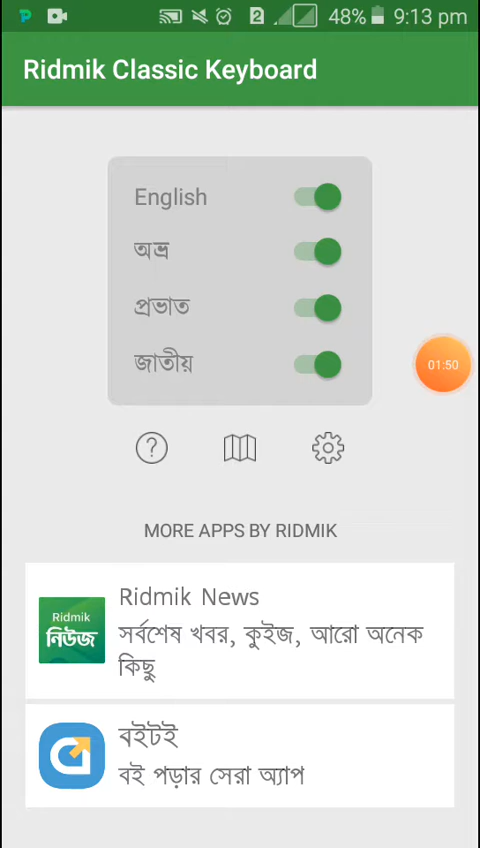 2 48% 9:13 pm
Ridmik Classic Keyboard
English
অভ্র
প্রভাত
জাতীয়
01:50
MORE APPS BY RIDMIK
Ridmik
নিউজ
Ridmik News
সর্বশেষ খবর, কুইজ, আরো অনেক
কিছু
বইটই
বই পড়ার সেরা অ্যাপ